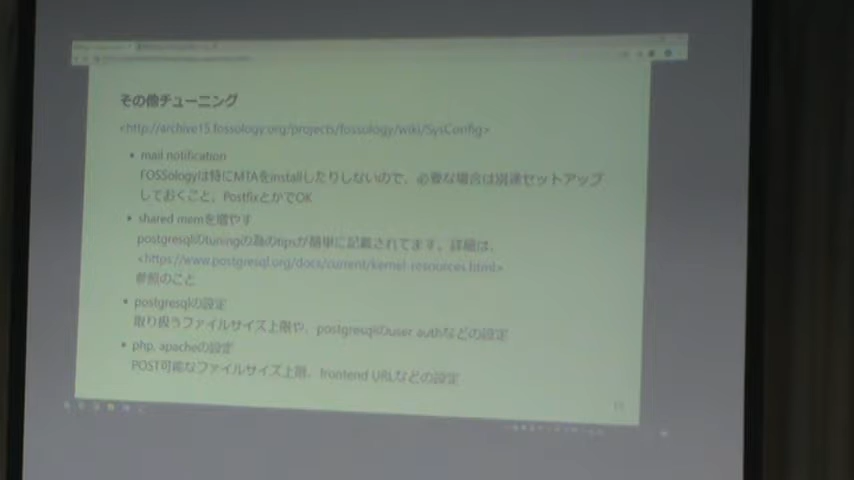 その他チューニング
<http://archive15.fossology.org/projects/fossology/wiki/SysConfig>
• mail notification
FOSSologyは特にMTAをinstallしたりしないので、必要な場合は別途セットアップ
しておくこと。PostfixとかでOK
• shared memを増やす
postgresqlのtuningの為のtipsが簡単に記載されてます。詳細は、
<https://www.postgresql.org/docs/current/kernel-resources.html>
参照のこと
• postgresqlの設定
取り扱うファイルサイズ上限や、postgresqlのuser authなどの設定
• php, apacheの設定
POST可能なファイルサイズ上限、frontend URLなどの設定